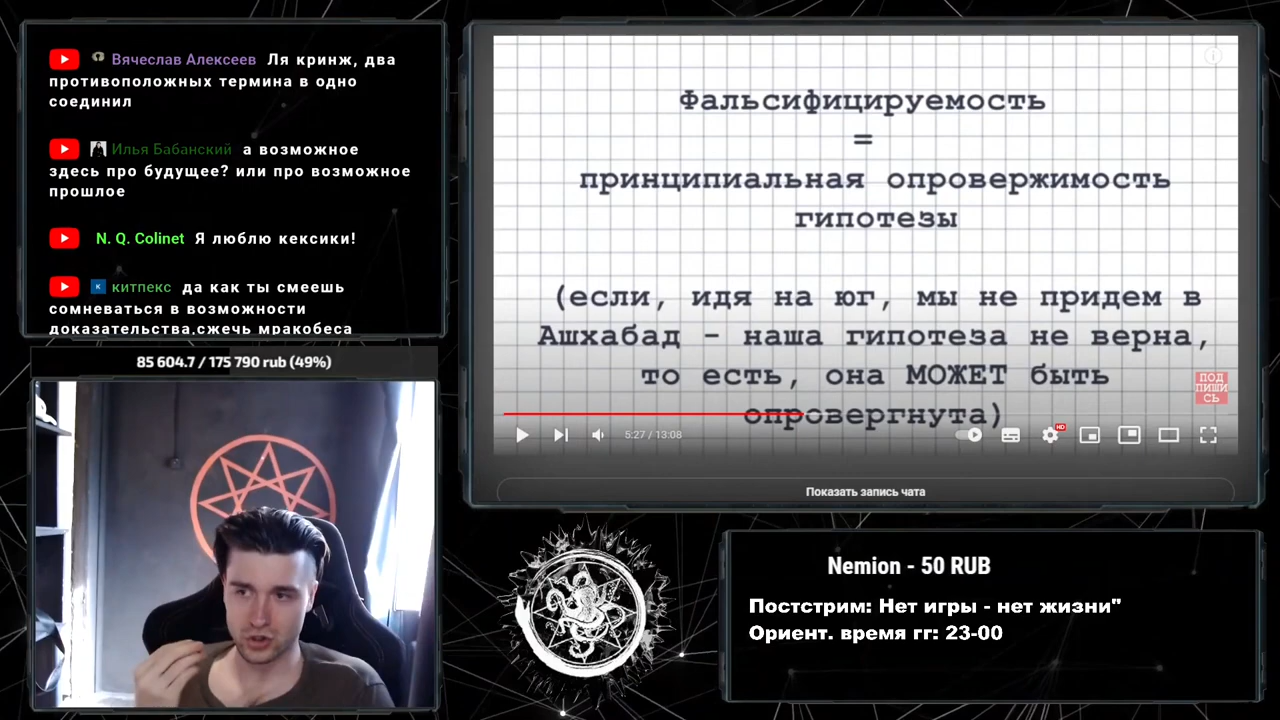 Вячеслав Алексеев Ля кринж, два
противоположных термина в одно
соединил
Илья Бабанский а возможное
здесь про будущее? или про возможное
прошлое
N. Q. Colinet Я люблю кексики!
китпекс да как ты смеешь
сомневаться в возможности
доказательства,сжечь мракобеса
85 604.7 / 175 790 rub (49%)
Фальсифицируемость
=
принципиальная опровержимость
гипотезы
(если, идя на юг, мы не придем в
Ашхабад - наша гипотеза не верна,
то есть, она МОЖЕТ быть
опровергнута)
ПОД
ПИШИ
СЬ
5:27 / 13:08
HD
Показать запись чата
Nemion - 50 RUB
Постстрим: Нет игры - нет жизни"
Ориент. время гг: 23-00